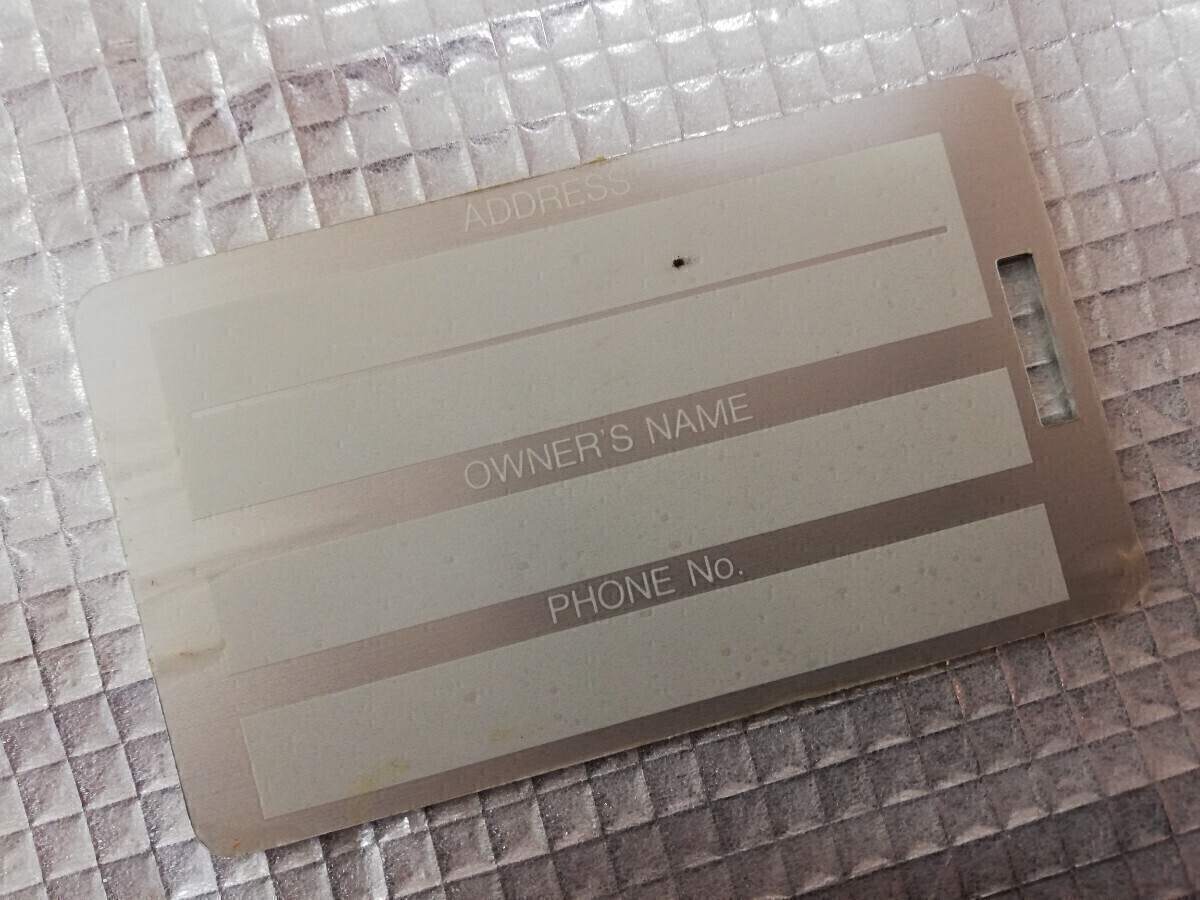 ADDRESS
OWNER'S NAME
PHONE No.